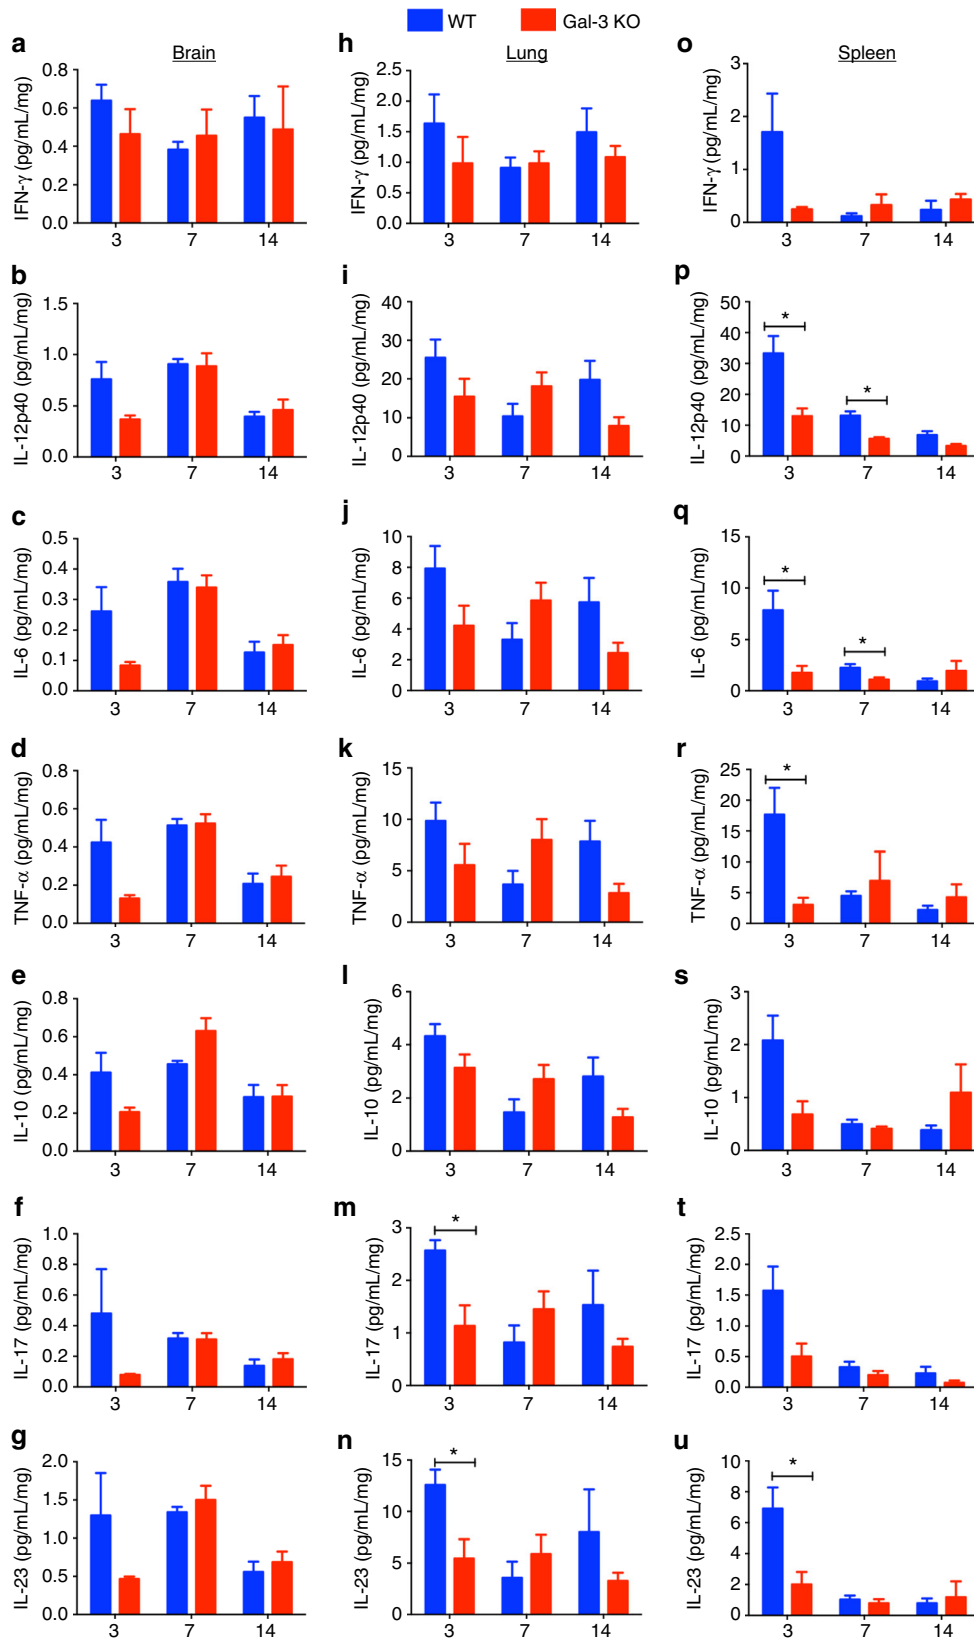 WT Gal-3 KO
a Brain
IFN-γ (pg/mL/mg)
0.8
0.6
0.4
0.2
0.0
3 7 14
h Lung
IFN-γ (pg/mL/mg)
2.5
2.0
1.5
1.0
0.5
0.0
3 7 14
o Spleen
IFN-γ (pg/mL/mg)
3
2
1
0
3 7 14
b
IL-12p40 (pg/mL/mg)
1.5
1.0
0.5
0.0
3 7 14
i
IL-12p40 (pg/mL/mg)
40
30
20
10
0
3 7 14
p
IL-12p40 (pg/mL/mg)
50
40
30
20
10
0
*
*
3 7 14
c
IL-6 (pg/mL/mg)
0.5
0.4
0.3
0.2
0.1
0.0
3 7 14
j
IL-6 (pg/mL/mg)
10
8
6
4
2
0
3 7 14
q
IL-6 (pg/mL/mg)
15
10
5
0
*
*
3 7 14
d
TNF-α (pg/mL/mg)
0.8
0.6
0.4
0.2
0.0
3 7 14
k
TNF-α (pg/mL/mg)
15
10
5
0
3 7 14
r
TNF-α (pg/mL/mg)
25
20
15
10
5
0
*
3 7 14
e
IL-10 (pg/mL/mg)
0.8
0.6
0.4
0.2
0.0
3 7 14
l
IL-10 (pg/mL/mg)
6
4
2
0
3 7 14
s
IL-10 (pg/mL/mg)
3
2
1
0
3 7 14
f
IL-17 (pg/mL/mg)
1.0
0.8
0.6
0.4
0.2
0.0
3 7 14
m
IL-17 (pg/mL/mg)
3
2
1
0
*
3 7 14
t
IL-17 (pg/mL/mg)
2.5
2.0
1.5
1.0
0.5
0.0
3 7 14
g
IL-23 (pg/mL/mg)
2.0
1.5
1.0
0.5
0.0
3 7 14
n
IL-23 (pg/mL/mg)
15
10
5
0
*
3 7 14
u
IL-23 (pg/mL/mg)
10
8
6
4
2
0
*
3 7 14